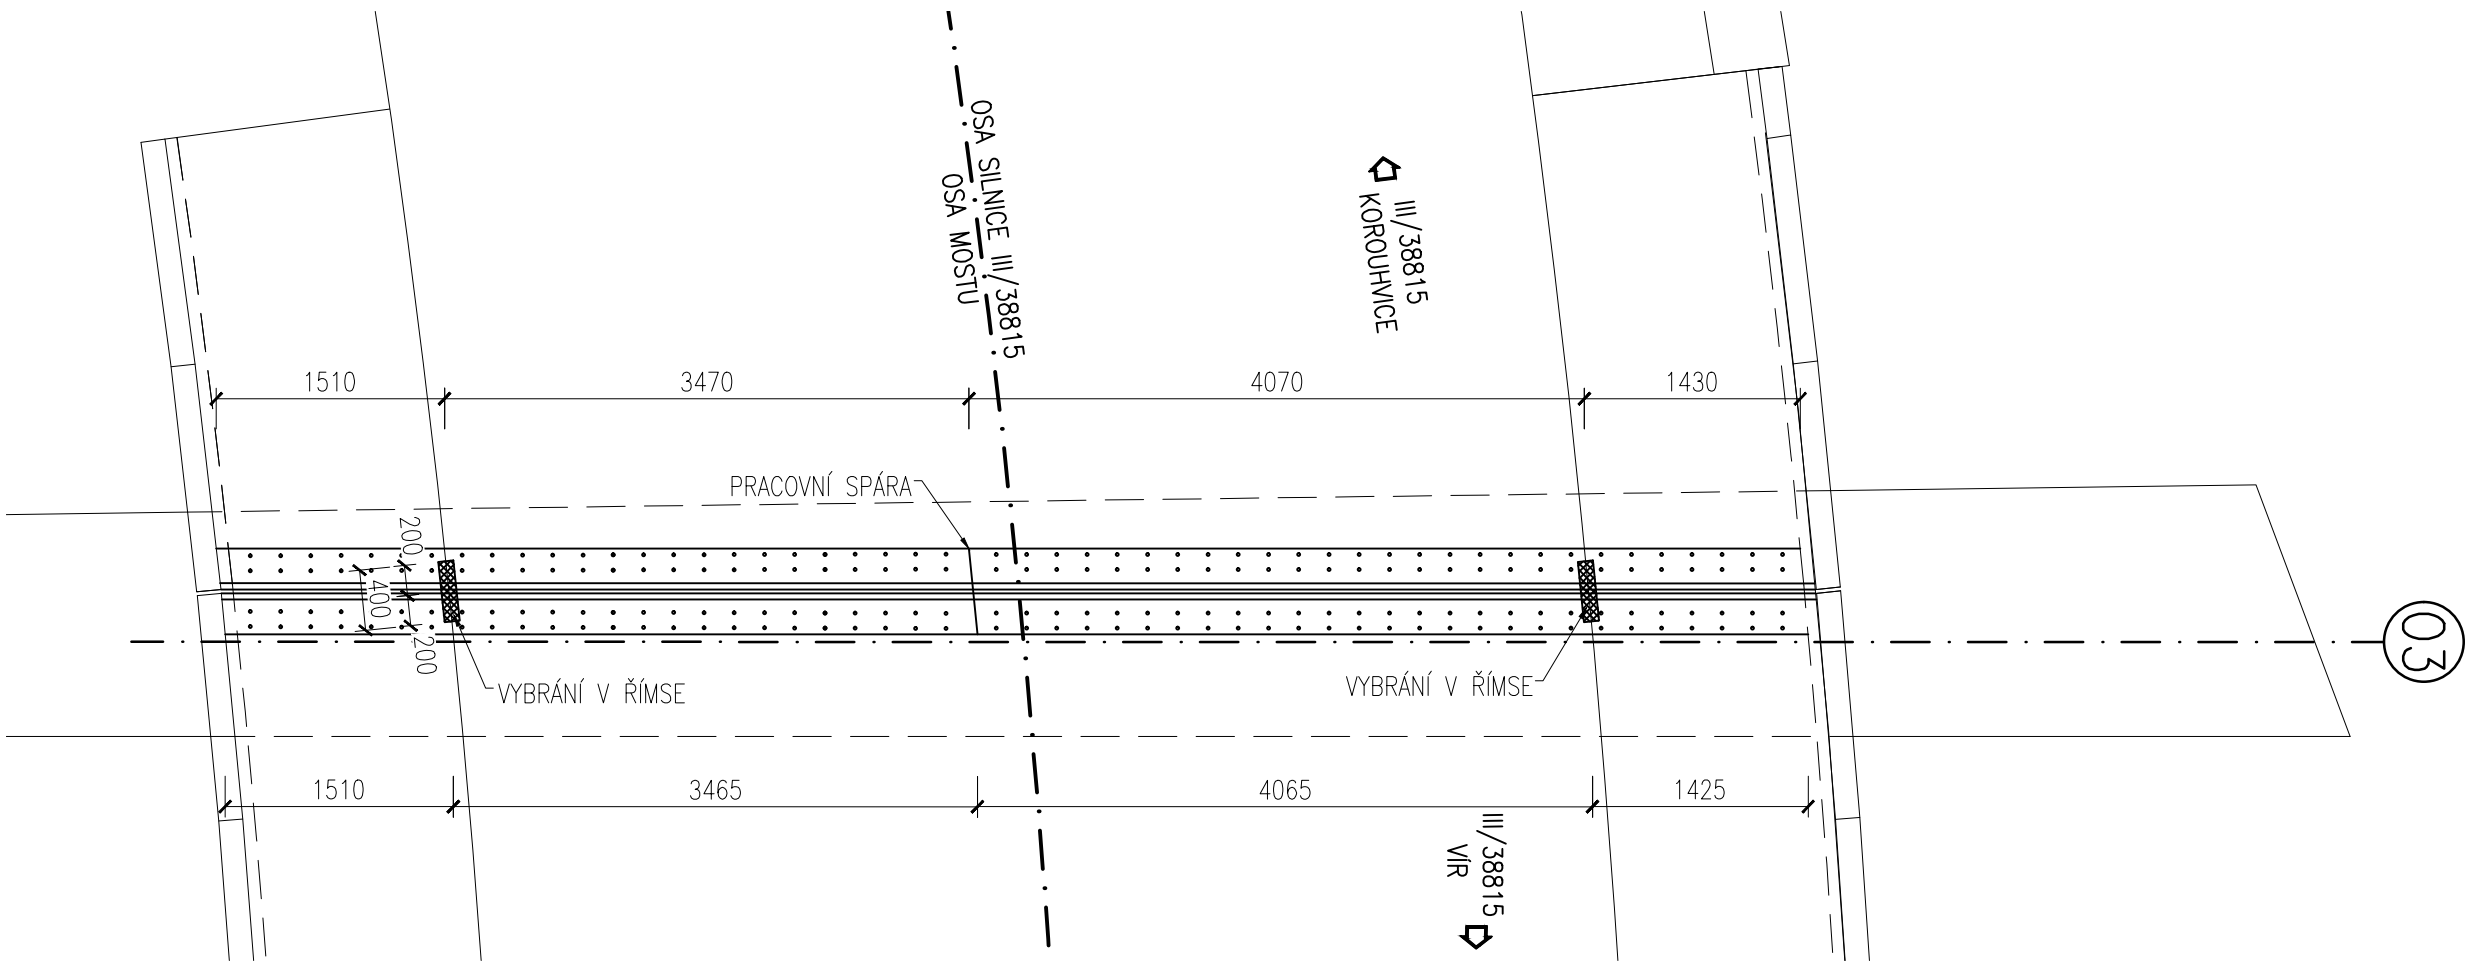 OSA SILNICE III/38815
OSA MOSTU
III/38815
KOROUHVICE
1510
3470
4070
1430
PRACOVNÍ SPÁRA
200
400
200
03
VYBRÁNÍ V ŘÍMSE
VYBRÁNÍ V ŘÍMSE
1510
3465
4065
1425
III/38815
VÍR